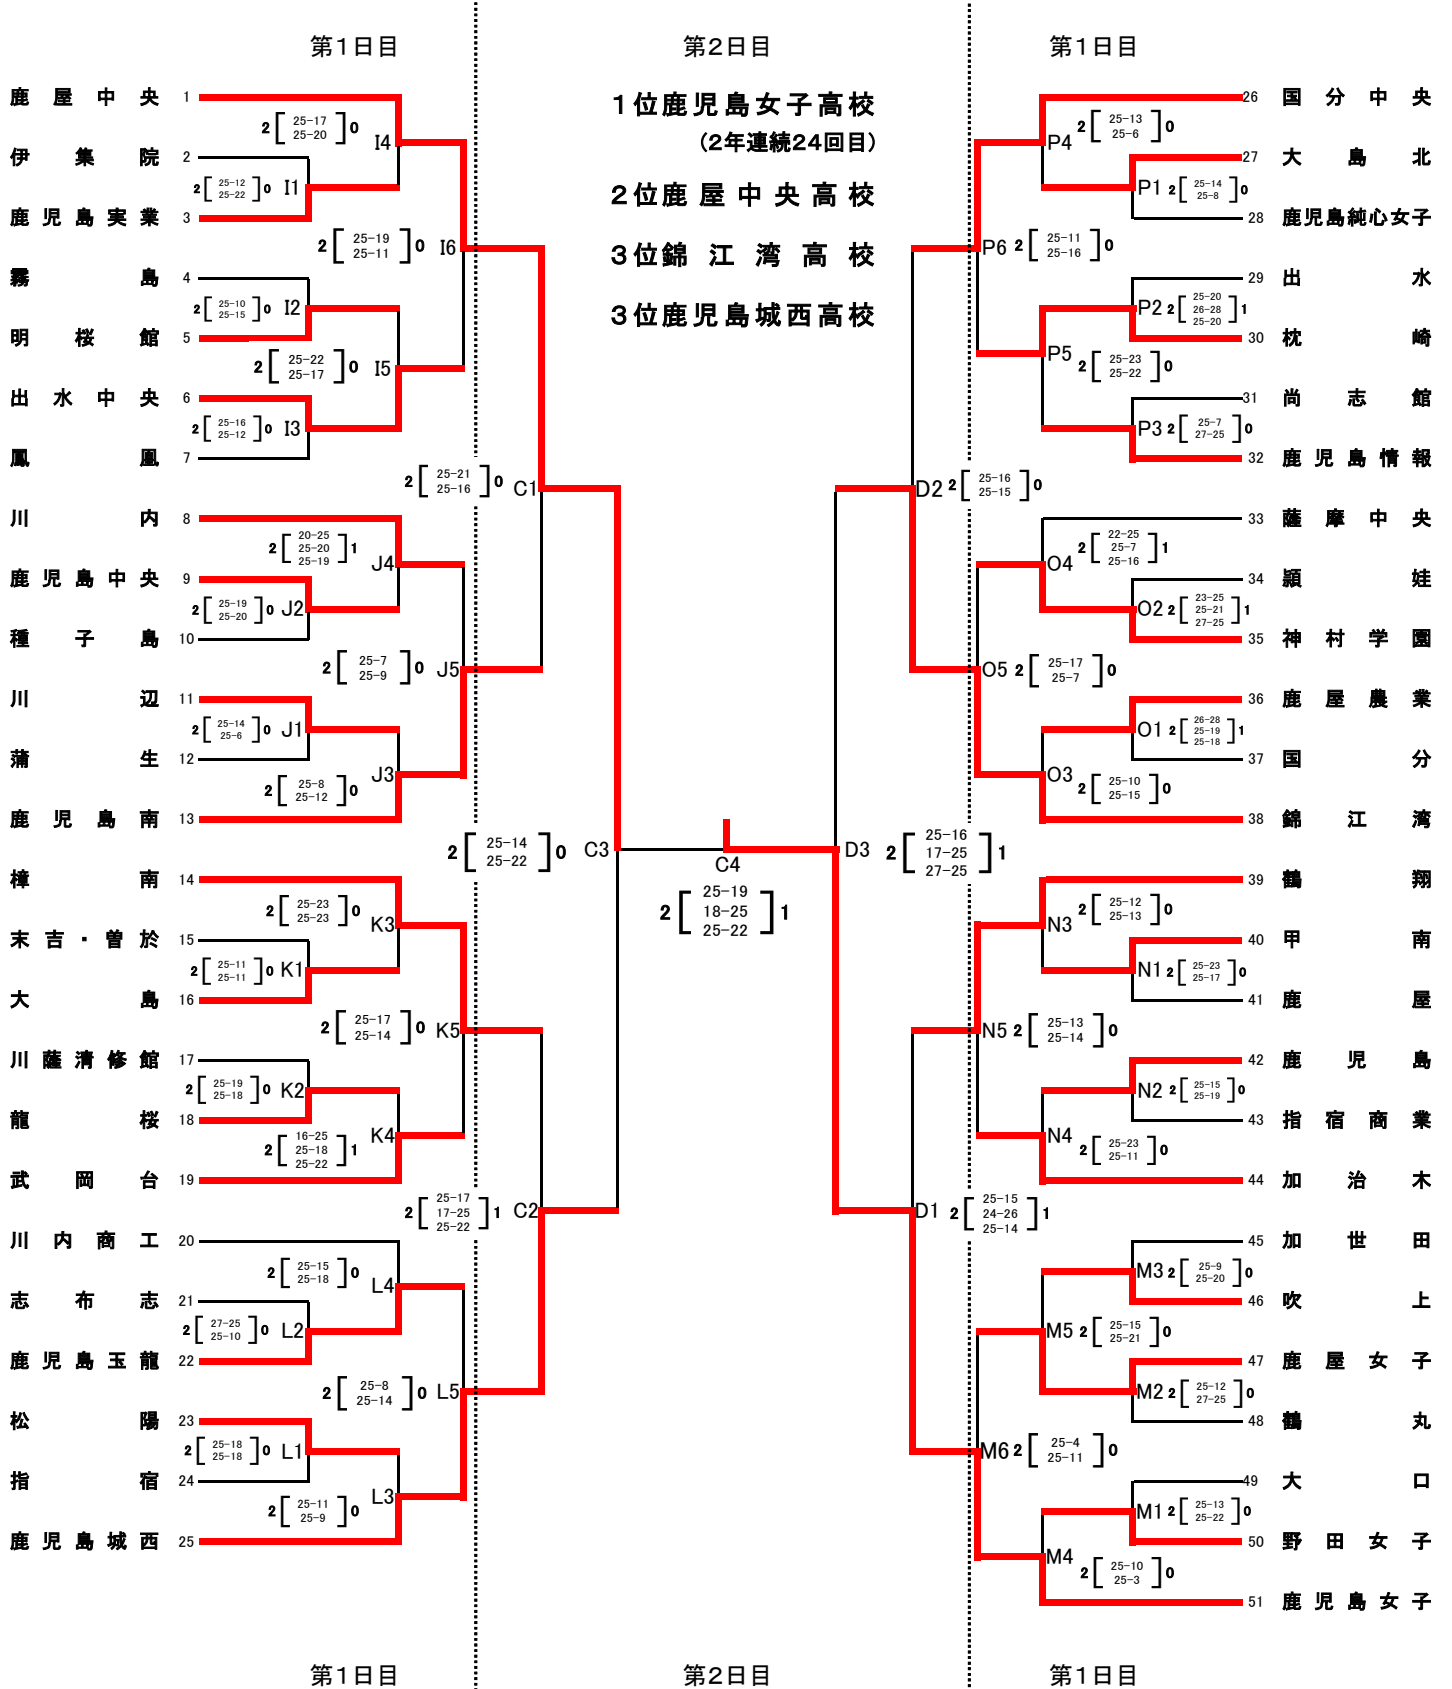 第1日目
第2日目
第1日目
1位鹿児島女子高校
(2年連続24回目)
2位鹿屋中央高校
3位錦江湾高校
3位鹿児島城西高校
鹿屋中央 1
2 [ 25-17 25-20 ] 0 I4
伊集院 2
2 [ 25-12 25-22 ] 0 I1
鹿児島実業 3
2 [ 25-19 25-11 ] 0 I6
霧島 4
2 [ 25-10 25-15 ] 0 I2
明桜館 5
2 [ 25-22 25-17 ] 0 I5
出水中央 6
2 [ 25-16 25-12 ] 0 I3
鳳凰 7
2 [ 25-21 25-16 ] 0 C1
川内 8
2 [ 20-25 25-20 25-19 ] 1 J4
鹿児島中央 9
2 [ 25-19 25-20 ] 0 J2
種子島 10
2 [ 25-7 25-9 ] 0 J5
川辺 11
2 [ 25-14 25-6 ] 0 J1
蒲生 12
2 [ 25-8 25-12 ] 0 J3
鹿児島南 13
2 [ 25-14 25-22 ] 0 C3
樟南 14
2 [ 25-23 25-23 ] 0 K3
末吉・曽於 15
2 [ 25-11 25-11 ] 0 K1
大島 16
2 [ 25-17 25-14 ] 0 K5
川薩清修館 17
2 [ 25-19 25-18 ] 0 K2
龍桜 18
2 [ 16-25 25-18 25-22 ] 1 K4
武岡台 19
2 [ 25-17 17-25 25-22 ] 1 C2
川内商工 20
2 [ 25-15 25-18 ] 0 L4
志布志 21
2 [ 27-25 25-10 ] 0 L2
鹿児島玉龍 22
2 [ 25-8 25-14 ] 0 L5
松陽 23
2 [ 25-18 25-18 ] 0 L1
指宿 24
2 [ 25-11 25-9 ] 0 L3
鹿児島城西 25
C4
2 [ 25-19 18-25 25-22 ] 1
26 国分中央
P4 2 [ 25-13 25-6 ] 0
27 大島北
P1 2 [ 25-14 25-8 ] 0
28 鹿児島純心女子
P6 2 [ 25-11 25-16 ] 0
29 出水
P2 2 [ 25-20 26-28 25-20 ] 1
30 枕崎
P5 2 [ 25-23 25-22 ] 0
31 尚志館
P3 2 [ 25-7 27-25 ] 0
32 鹿児島情報
D2 2 [ 25-16 25-15 ] 0
33 薩摩中央
O4 2 [ 22-25 25-7 25-16 ] 1
34 頴娃
O2 2 [ 23-25 25-21 27-25 ] 1
35 神村学園
O5 2 [ 25-17 25-7 ] 0
36 鹿屋農業
O1 2 [ 26-28 25-19 25-18 ] 1
37 国分
O3 2 [ 25-10 25-15 ] 0
38 錦江湾
D3 2 [ 25-16 17-25 27-25 ] 1
39 鶴翔
N3 2 [ 25-12 25-13 ] 0
40 甲南
N1 2 [ 25-23 25-17 ] 0
41 鹿屋
N5 2 [ 25-13 25-14 ] 0
42 鹿児島
N2 2 [ 25-15 25-19 ] 0
43 指宿商業
N4 2 [ 25-23 25-11 ] 0
44 加治木
D1 2 [ 25-15 24-26 25-14 ] 1
45 加世田
M3 2 [ 25-9 25-20 ] 0
46 吹上
M5 2 [ 25-15 25-21 ] 0
47 鹿屋女子
M2 2 [ 25-12 27-25 ] 0
48 鶴丸
M6 2 [ 25-4 25-11 ] 0
49 大口
M1 2 [ 25-13 25-22 ] 0
50 野田女子
M4 2 [ 25-10 25-3 ] 0
51 鹿児島女子
第1日目
第2日目
第1日目